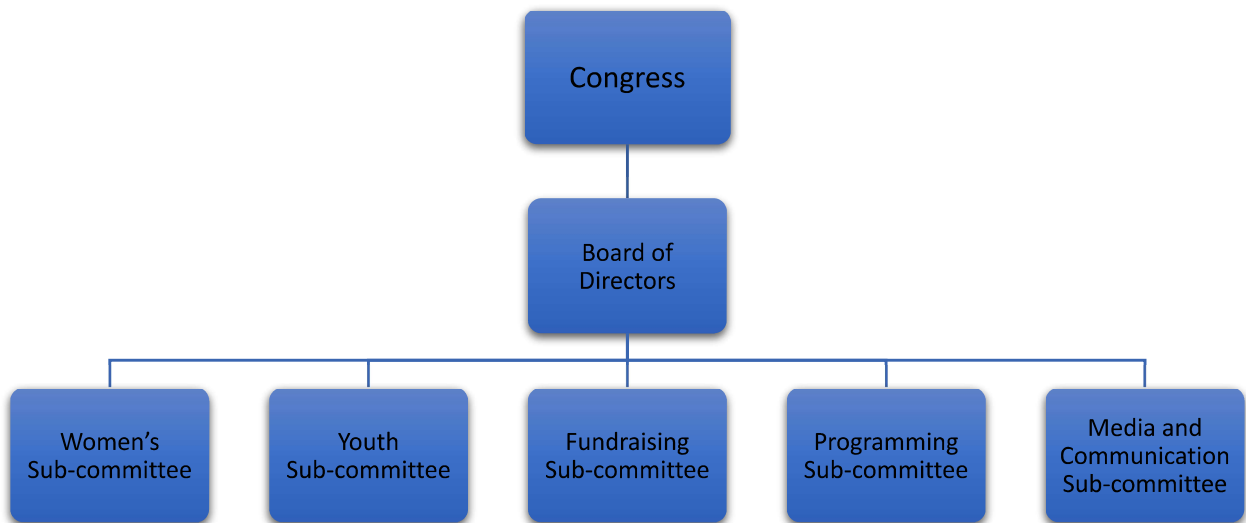 Congress
Board of
Directors
Women’s
Sub-committee
Youth
Sub-committee
Fundraising
Sub-committee
Programming
Sub-committee
Media and
Communication
Sub-committee